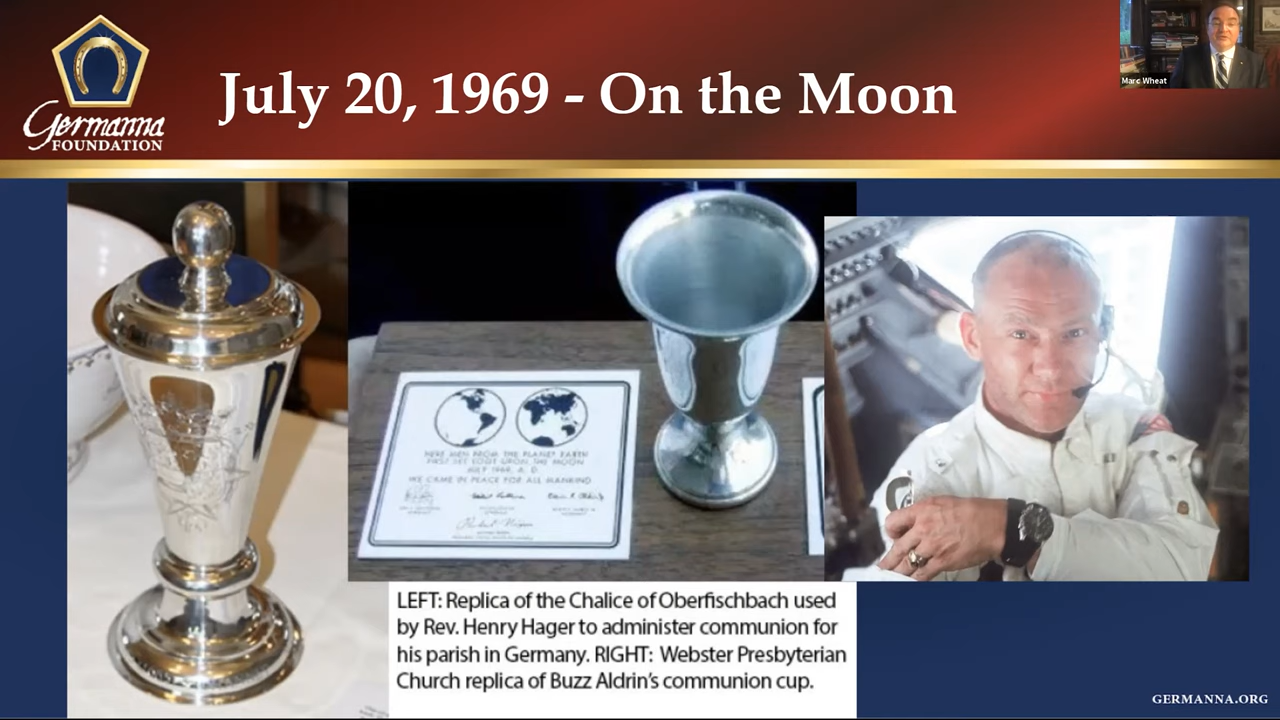 Germanna
FOUNDATION
July 20, 1969 - On the Moon
Marc Wheat
HERE MEN FROM THE PLANET EARTH
FIRST SET FOOT UPON THE MOON
JULY 1969, A. D.
WE CAME IN PEACE FOR ALL MANKIND
LEFT: Replica of the Chalice of Oberfischbach used
by Rev. Henry Hager to administer communion for
his parish in Germany. RIGHT: Webster Presbyterian
Church replica of Buzz Aldrin's communion cup.
GERMANNA.ORG